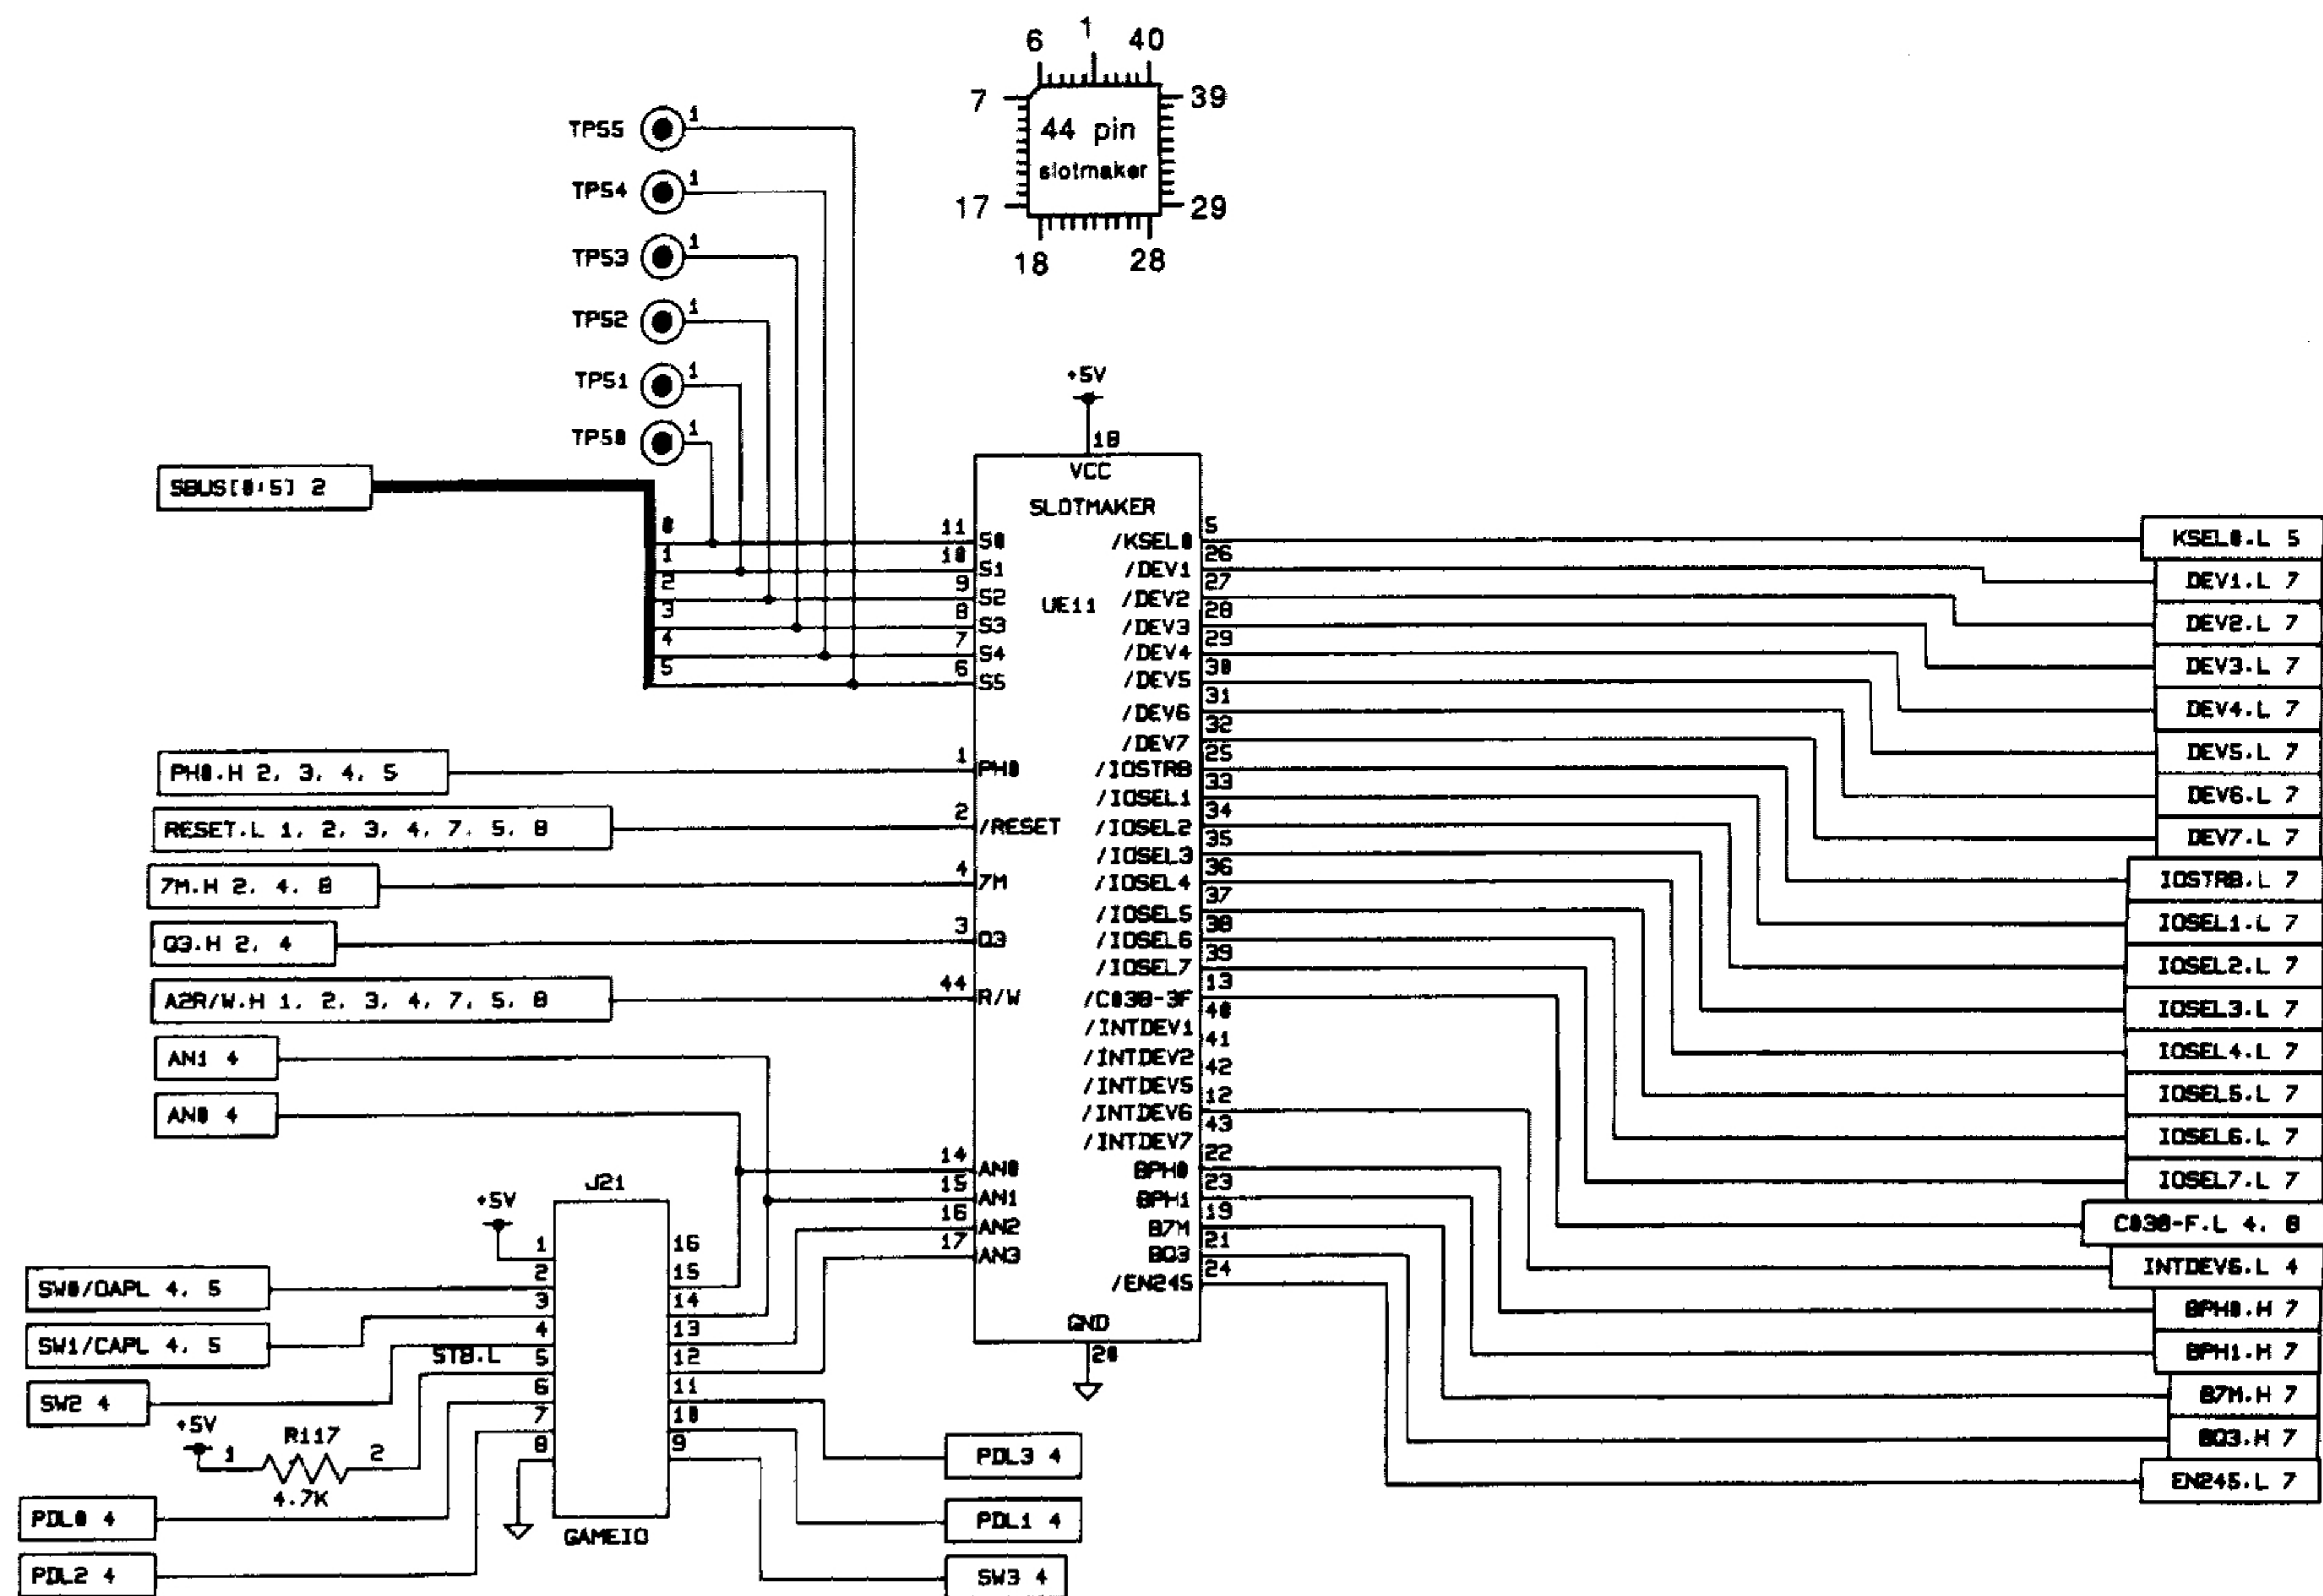 6 1 40
7 39
44 pin
slotmaker
17 29
18 28
TP55 1
TP54 1
TP53 1
TP52 1
TP51 1
TP50 1
SBUS[0:5] 2
0
1
2
3
4
5
+5V
18
VCC
SLOTMAKER
UE11
11 S0
10 S1
9 S2
8 S3
7 S4
6 S5
PH0.H 2, 3, 4, 5
1 PH0
RESET.L 1, 2, 3, 4, 7, 5, 8
2 /RESET
7M.H 2, 4, 8
4 7M
Q3.H 2, 4
3 Q3
A2R/W.H 1, 2, 3, 4, 7, 5, 8
44 R/W
AN1 4
AN0 4
14 AN0
15 AN1
16 AN2
17 AN3
GND
20
/KSEL0 5
/DEV1 26
/DEV2 27
/DEV3 28
/DEV4 29
/DEV5 30
/DEV6 31
/DEV7 32
/IOSTRB 25
/IOSEL1 33
/IOSEL2 34
/IOSEL3 35
/IOSEL4 36
/IOSEL5 37
/IOSEL6 38
/IOSEL7 39
/C038-3F 13
/INTDEV1 40
/INTDEV2 41
/INTDEV5 42
/INTDEV6 12
/INTDEV7 43
BPH0 22
BPH1 23
B7M 19
BQ3 21
/EN245 24
KSEL0.L 5
DEV1.L 7
DEV2.L 7
DEV3.L 7
DEV4.L 7
DEV5.L 7
DEV6.L 7
DEV7.L 7
IOSTRB.L 7
IOSEL1.L 7
IOSEL2.L 7
IOSEL3.L 7
IOSEL4.L 7
IOSEL5.L 7
IOSEL6.L 7
IOSEL7.L 7
C038-F.L 4, 8
INTDEV6.L 4
BPH0.H 7
BPH1.H 7
B7M.H 7
BQ3.H 7
EN245.L 7
J21
+5V
1 16
2 15
3 14
4 13
5 12
6 11
7 10
8 9
GAMEIO
SW0/OAPL 4, 5
SW1/CAPL 4, 5
STB.L
SW2 4
+5V
1 R117 2
4.7K
PDL0 4
PDL2 4
PDL3 4
PDL1 4
SW3 4